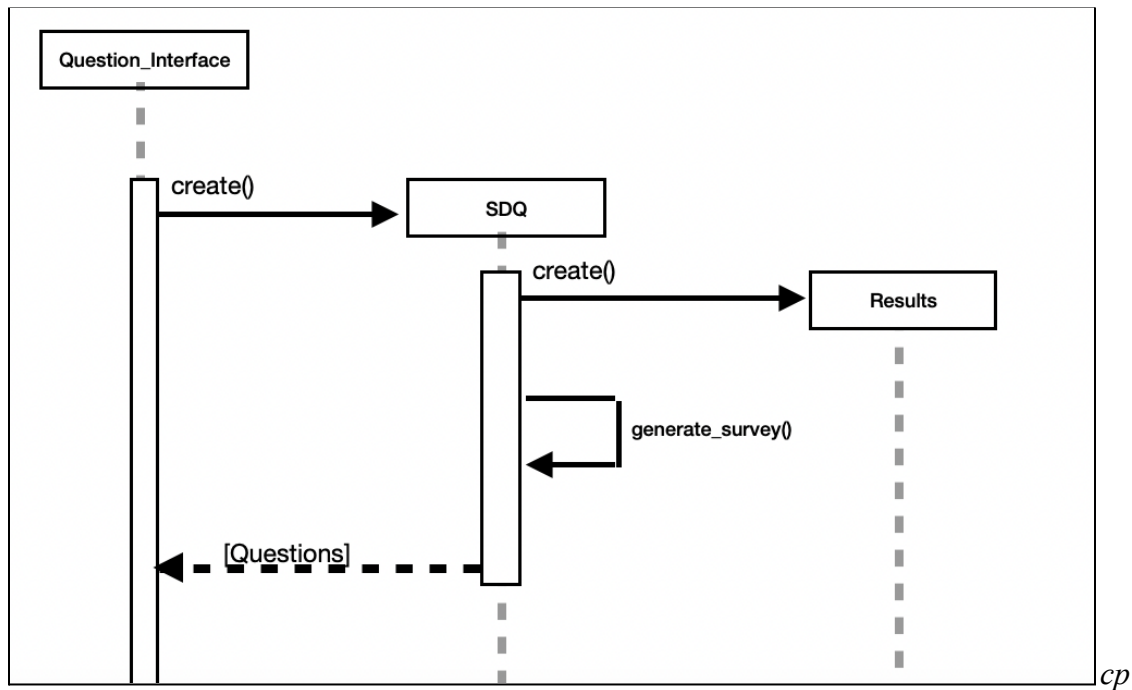 Question_Interface
create()
SDQ
create()
Results
generate_survey()
[Questions]
cp